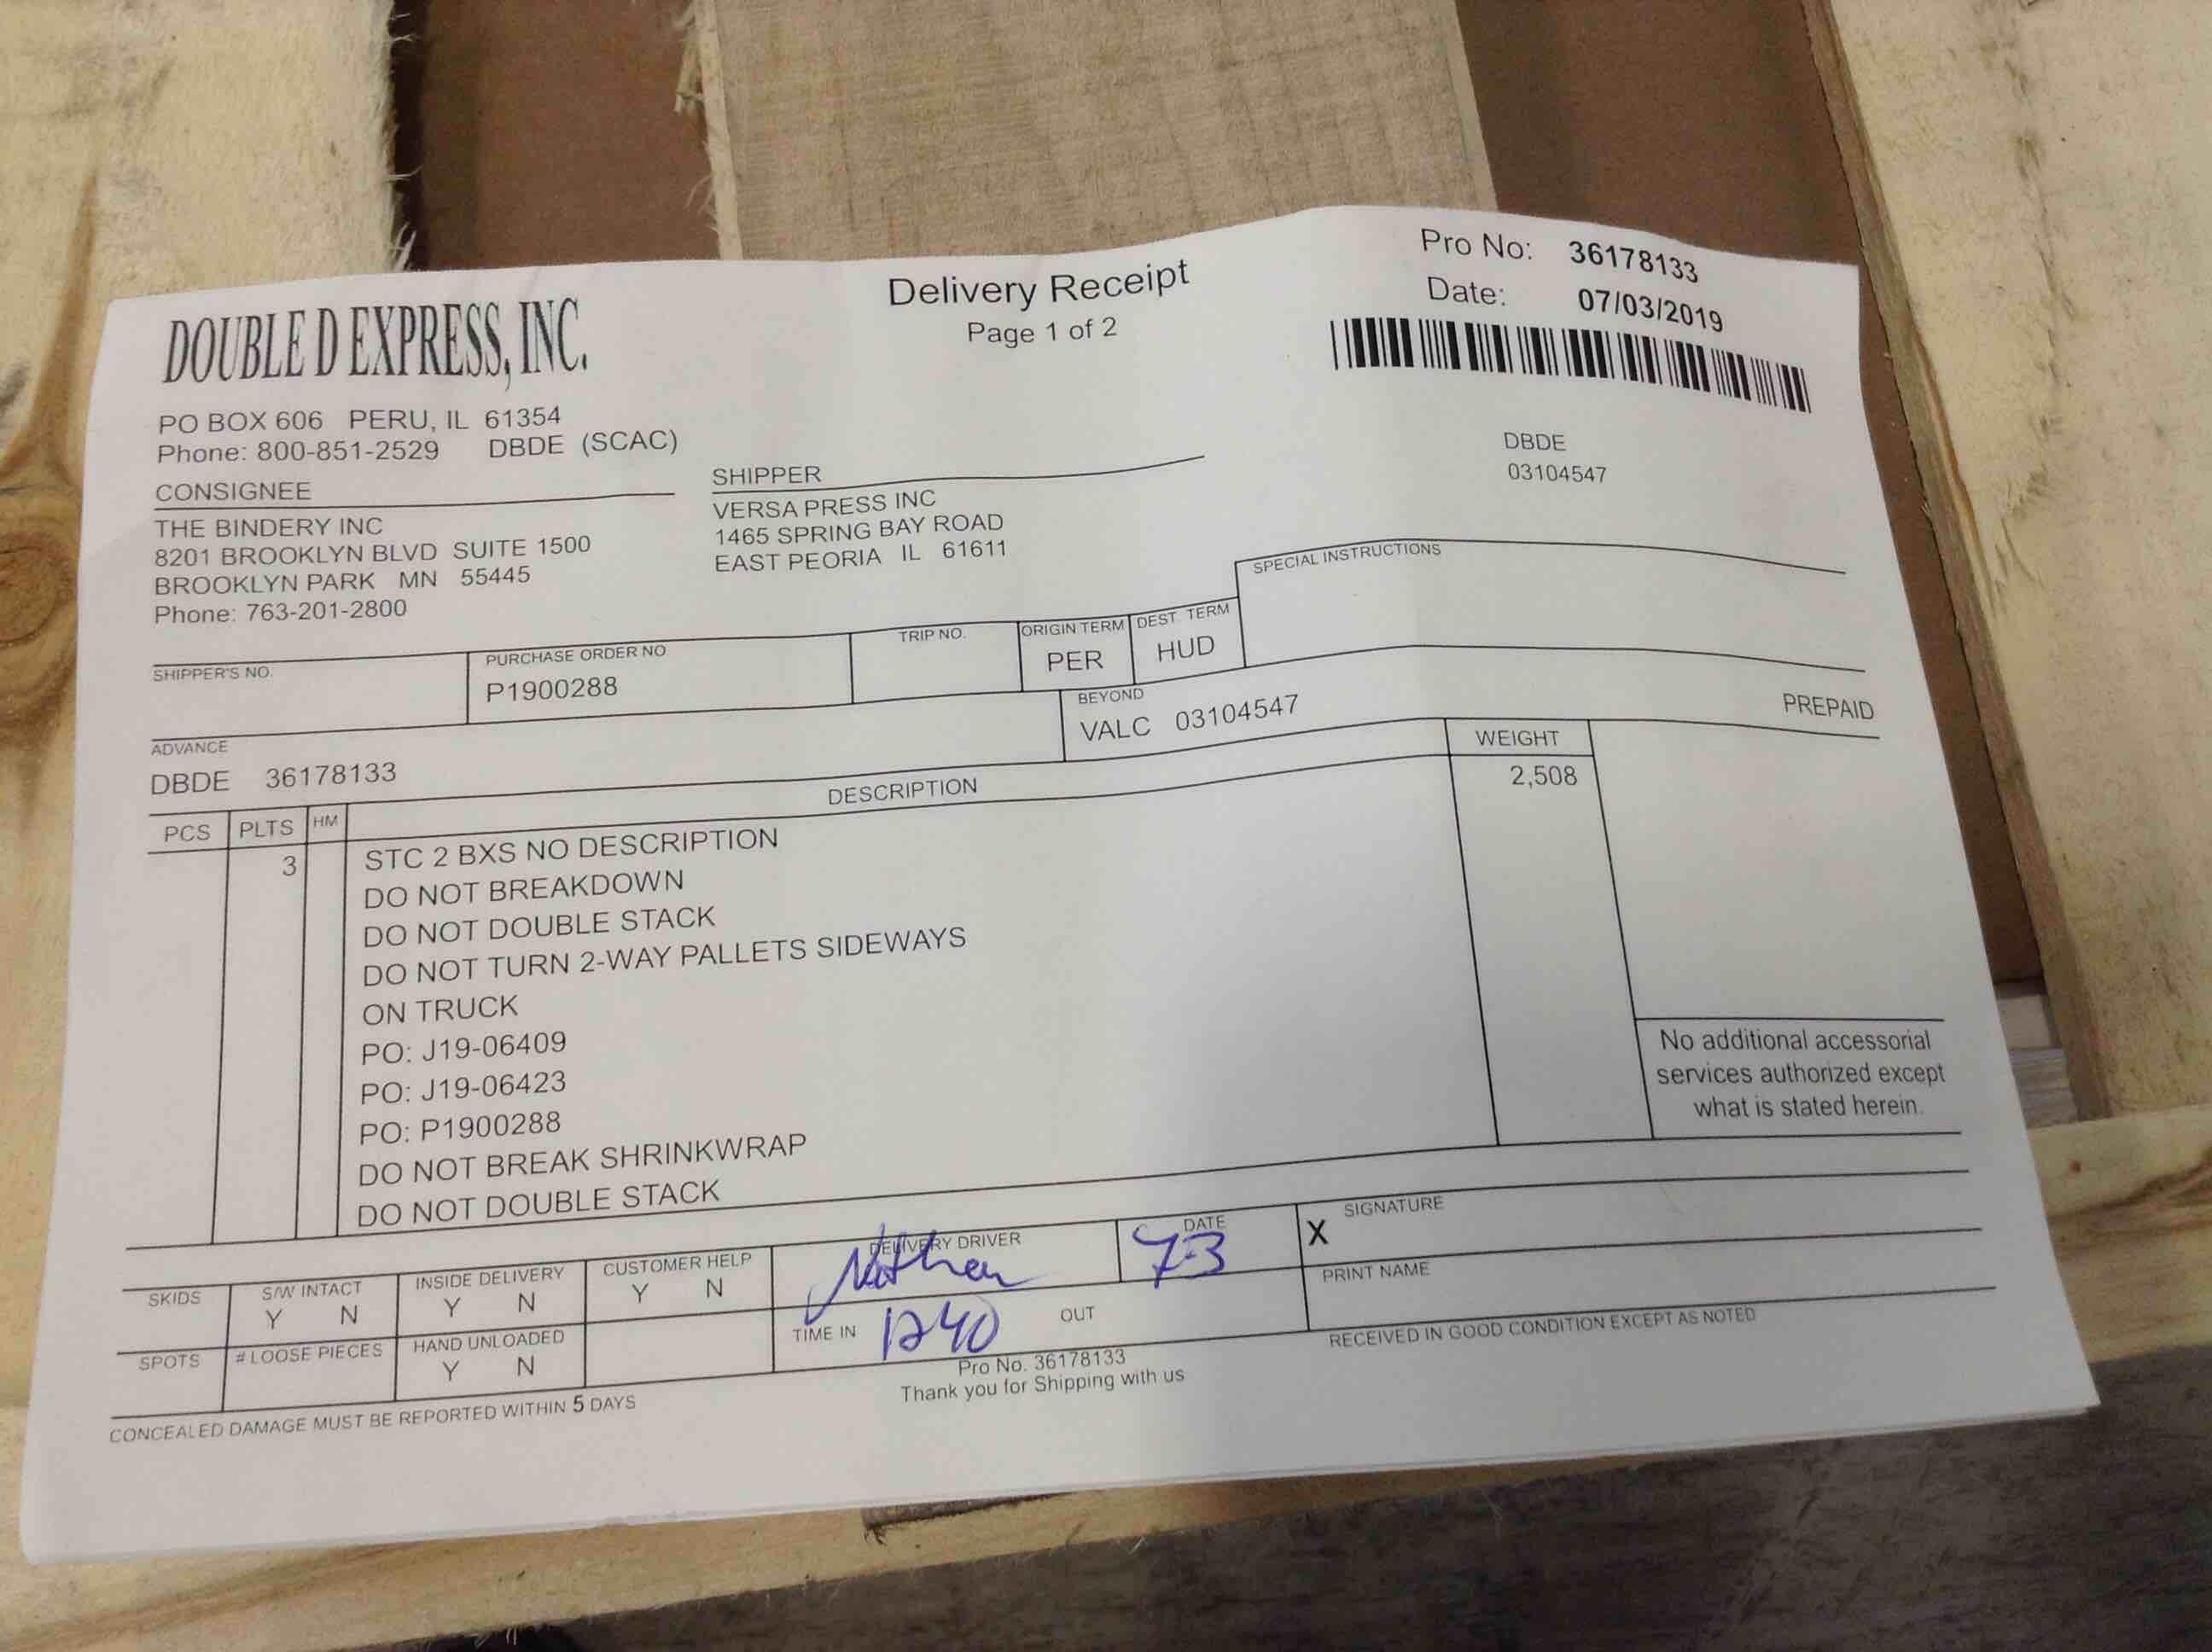 DOUBLE D EXPRESS, INC.
PO BOX 606 PERU, IL 61354
Phone: 800-851-2529 DBDE (SCAC)
Delivery Receipt
Page 1 of 2
Pro No: 36178133
Date: 07/03/2019
DBDE
03104547
CONSIGNEE
THE BINDERY INC
8201 BROOKLYN BLVD SUITE 1500
BROOKLYN PARK MN 55445
Phone: 763-201-2800
SHIPPER
VERSA PRESS INC
1465 SPRING BAY ROAD
EAST PEORIA IL 61611
SPECIAL INSTRUCTIONS
SHIPPER'S NO.
PURCHASE ORDER NO
P1900288
TRIP NO.
ORIGIN TERM
PER
DEST. TERM
HUD
ADVANCE
DBDE 36178133
BEYOND
VALC 03104547
PREPAID
PCS PLTS HM DESCRIPTION WEIGHT
3 STC 2 BXS NO DESCRIPTION 2,508
DO NOT BREAKDOWN
DO NOT DOUBLE STACK
DO NOT TURN 2-WAY PALLETS SIDEWAYS
ON TRUCK
PO: J19-06409
PO: J19-06423
PO: P1900288
DO NOT BREAK SHRINKWRAP
DO NOT DOUBLE STACK
No additional accessorial
services authorized except
what is stated herein.
SKIDS
S/W INTACT
Y N
INSIDE DELIVERY
Y N
CUSTOMER HELP
Y N
DELIVERY DRIVER
Nathan
DATE
7-3
X SIGNATURE
PRINT NAME
SPOTS
# LOOSE PIECES
HAND UNLOADED
Y N
TIME IN 1240 OUT
RECEIVED IN GOOD CONDITION EXCEPT AS NOTED
Pro No. 36178133
Thank you for Shipping with us
CONCEALED DAMAGE MUST BE REPORTED WITHIN 5 DAYS